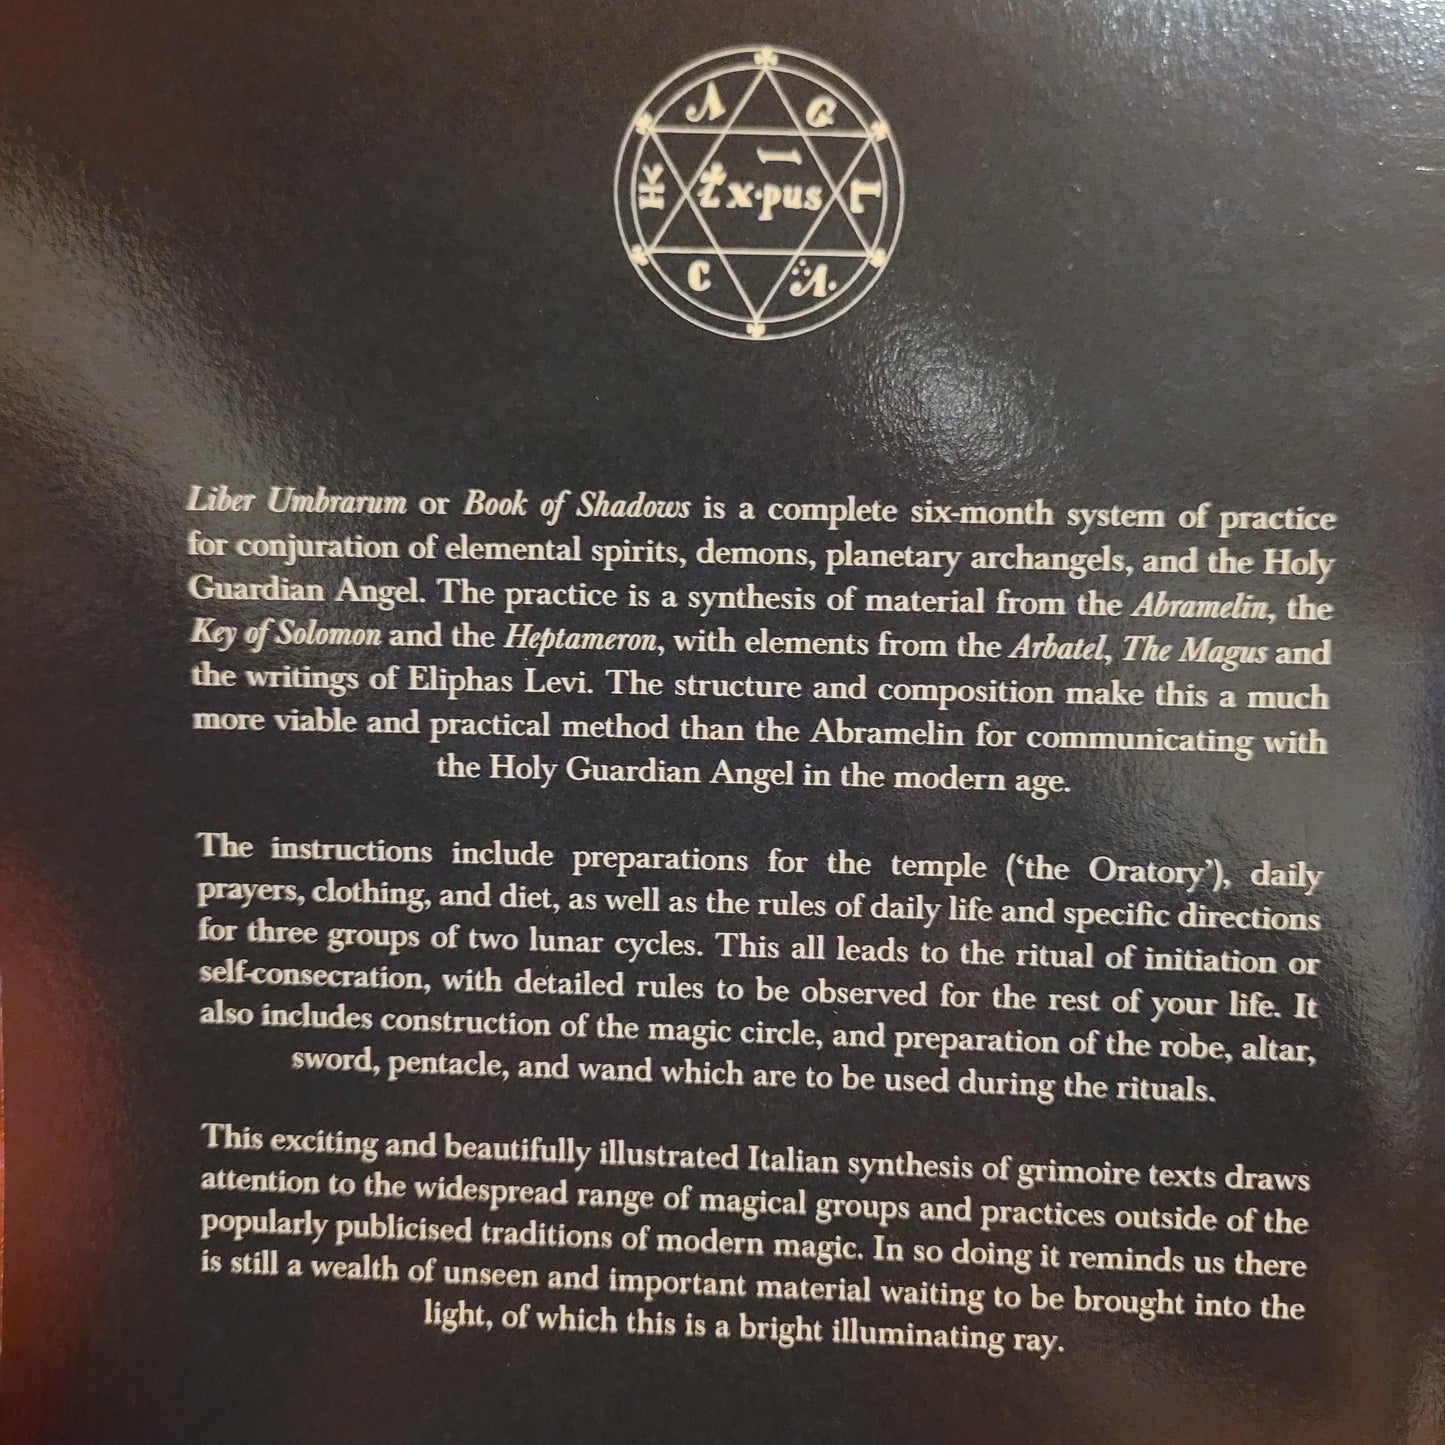 A G
L
A
C
x·pus
Liber Umbrarum or Book of Shadows is a complete six-month system of practice
for conjuration of elemental spirits, demons, planetary archangels, and the Holy
Guardian Angel. The practice is a synthesis of material from the Abramelin, the
Key of Solomon and the Heptameron, with elements from the Arbatel, The Magus and
the writings of Eliphas Levi. The structure and composition make this a much
more viable and practical method than the Abramelin for communicating with
the Holy Guardian Angel in the modern age.
The instructions include preparations for the temple (‘the Oratory’), daily
prayers, clothing, and diet, as well as the rules of daily life and specific directions
for three groups of two lunar cycles. This all leads to the ritual of initiation or
self-consecration, with detailed rules to be observed for the rest of your life. It
also includes construction of the magic circle, and preparation of the robe, altar,
sword, pentacle, and wand which are to be used during the rituals.
This exciting and beautifully illustrated Italian synthesis of grimoire texts draws
attention to the widespread range of magical groups and practices outside of the
popularly publicised traditions of modern magic. In so doing it reminds us there
is still a wealth of unseen and important material waiting to be brought into the
light, of which this is a bright illuminating ray.